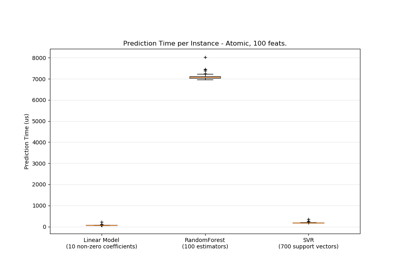 Prediction Time per Instance - Atomic, 100 feats.
Prediction Time (us)
8000
7000
6000
5000
4000
3000
2000
1000
0
Linear Model
(10 non-zero coefficients)
RandomForest
(100 estimators)
SVR
(700 support vectors)